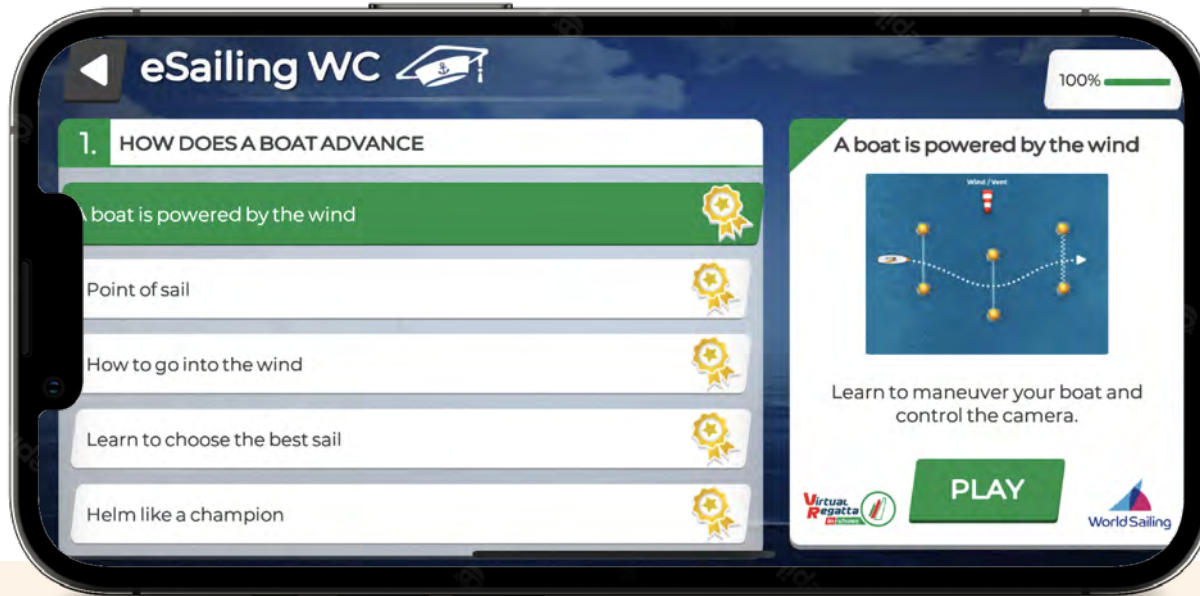 eSailing WC
100%
1. HOW DOES A BOAT ADVANCE
A boat is powered by the wind
Point of sail
How to go into the wind
Learn to choose the best sail
Helm like a champion
A boat is powered by the wind
Wind / Vent
Learn to maneuver your boat and
control the camera.
PLAY
Virtual
Regatta
INSHORE
World Sailing